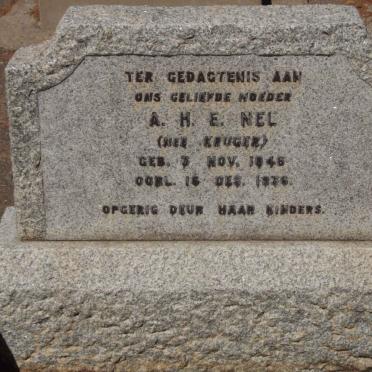 TER GEDAGTENIS AAN
ONS GELIEFDE MOEDER
A. H. E. NEL
(NEE KRUGER)
GEB. 3 NOV. 1846
OORL. 16 DES. 1936.
OPGERIG DEUR HAAR KINDERS.